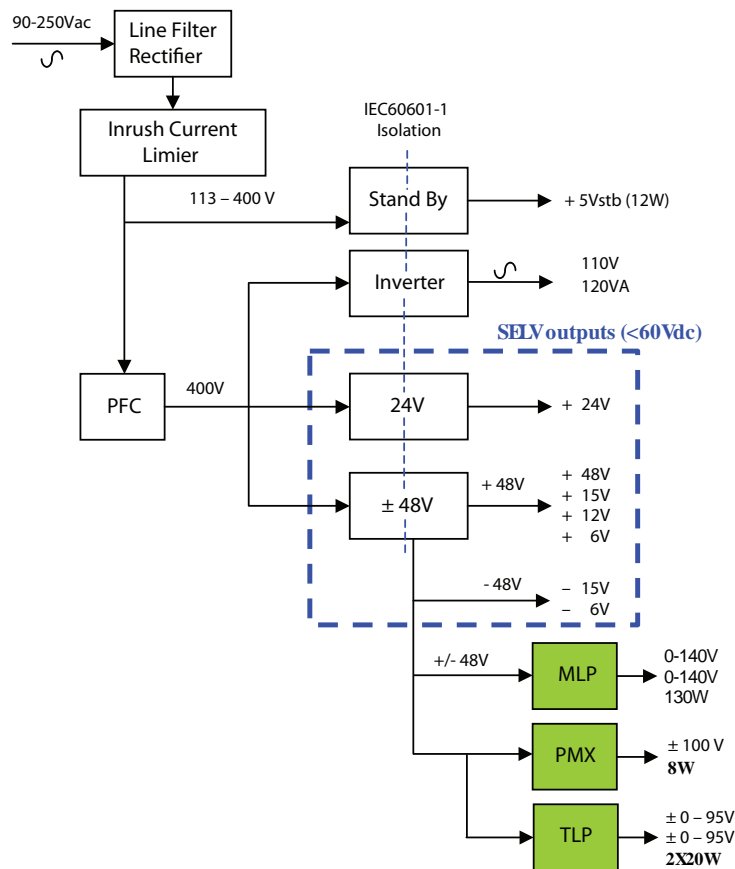 90-250Vac
Line Filter
Rectifier
Inrush Current
Limier
IEC60601-1
Isolation
113 – 400 V
Stand By
+ 5Vstb (12W)
Inverter
110V
120VA
SELV outputs (<60Vdc)
PFC
400V
24V
+ 24V
± 48V
+ 48V
+ 48V
+ 15V
+ 12V
+ 6V
- 48V
– 15V
– 6V
+/- 48V
MLP
0-140V
0-140V
130W
PMX
± 100 V
8W
TLP
± 0 – 95V
± 0 – 95V
2X20W